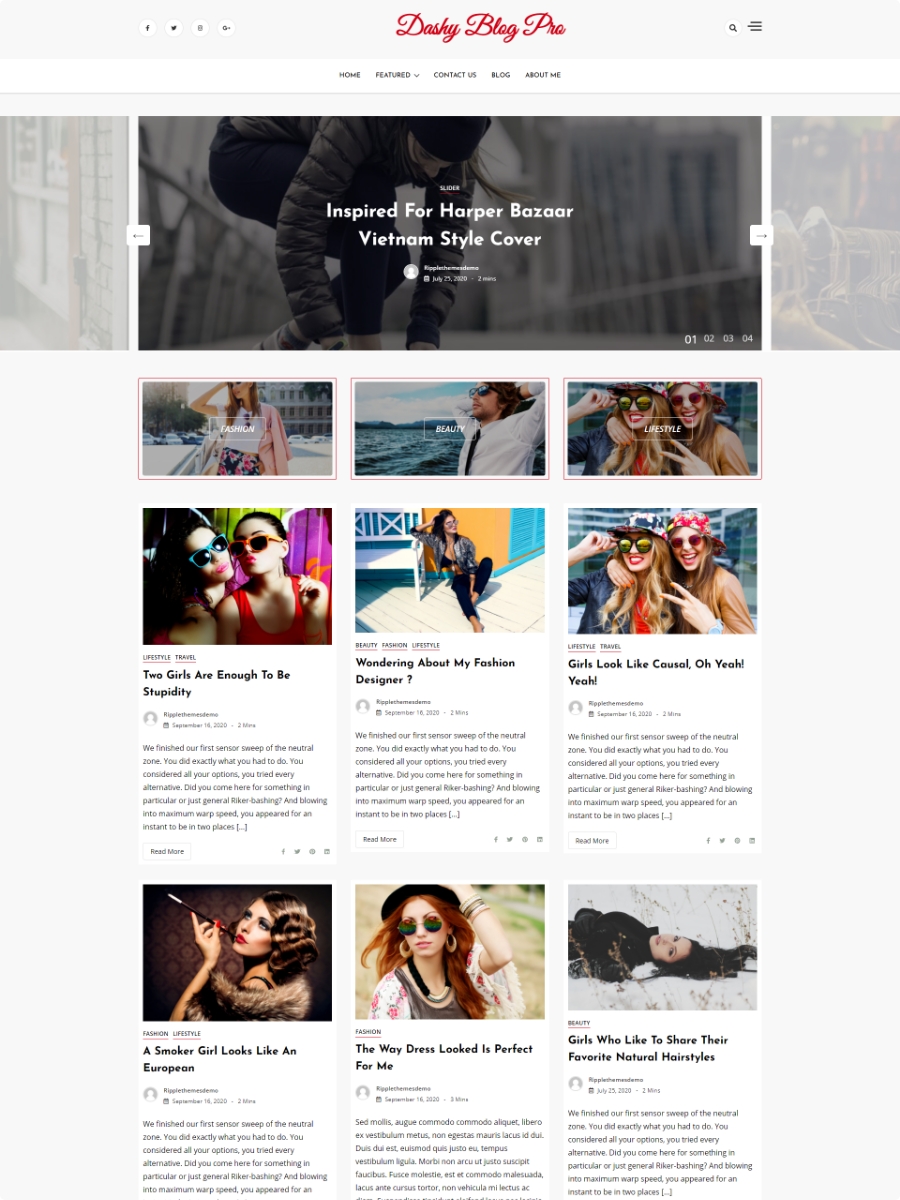 Dashy Blog Pro
HOME FEATURED CONTACT US BLOG ABOUT ME
SLIDER
Inspired For Harper Bazaar
Vietnam Style Cover
Ripplethemesdemo
July 25, 2020 - 2 mins
01 02 03 04
FASHION
BEAUTY
LIFESTYLE
LIFESTYLE TRAVEL
Two Girls Are Enough To Be
Stupidity
Ripplethemesdemo
September 16, 2020 - 2 Mins
We finished our first sensor sweep of the neutral
zone. You did exactly what you had to do. You
considered all your options, you tried every
alternative. Did you come here for something in
particular or just general Riker-bashing? And blowing
into maximum warp speed, you appeared for an
instant to be in two places [...]
Read More
BEAUTY FASHION LIFESTYLE
Wondering About My Fashion
Designer ?
Ripplethemesdemo
September 16, 2020 - 2 Mins
We finished our first sensor sweep of the neutral
zone. You did exactly what you had to do. You
considered all your options, you tried every
alternative. Did you come here for something in
particular or just general Riker-bashing? And blowing
into maximum warp speed, you appeared for an
instant to be in two places [...]
Read More
LIFESTYLE TRAVEL
Girls Look Like Causal, Oh Yeah!
Yeah!
Ripplethemesdemo
September 16, 2020 - 2 Mins
We finished our first sensor sweep of the neutral
zone. You did exactly what you had to do. You
considered all your options, you tried every
alternative. Did you come here for something in
particular or just general Riker-bashing? And blowing
into maximum warp speed, you appeared for an
instant to be in two places [...]
Read More
FASHION LIFESTYLE
A Smoker Girl Looks Like An
European
Ripplethemesdemo
September 16, 2020 - 2 Mins
We finished our first sensor sweep of the neutral
zone. You did exactly what you had to do. You
considered all your options, you tried every
alternative. Did you come here for something in
particular or just general Riker-bashing? And blowing
into maximum warp speed, you appeared for an
FASHION
The Way Dress Looked Is Perfect
For Me
Ripplethemesdemo
September 16, 2020 - 3 Mins
Sed mollis, augue commodo commodo aliquet, libero
ex vestibulum metus, non egestas mauris lacus id dui.
Duis dui est, euismod quis justo eu, tempus
vestibulum ligula. Morbi non arcu ut justo suscipit
faucibus. Fusce molestie, est et commodo malesuada,
lacus ante cursus tortor, non vehicula mi lectus ac
BEAUTY
Girls Who Like To Share Their
Favorite Natural Hairstyles
Ripplethemesdemo
July 25, 2020 - 2 Mins
We finished our first sensor sweep of the neutral
zone. You did exactly what you had to do. You
considered all your options, you tried every
alternative. Did you come here for something in
particular or just general Riker-bashing? And blowing
into maximum warp speed, you appeared for an
instant to be in two places [...]